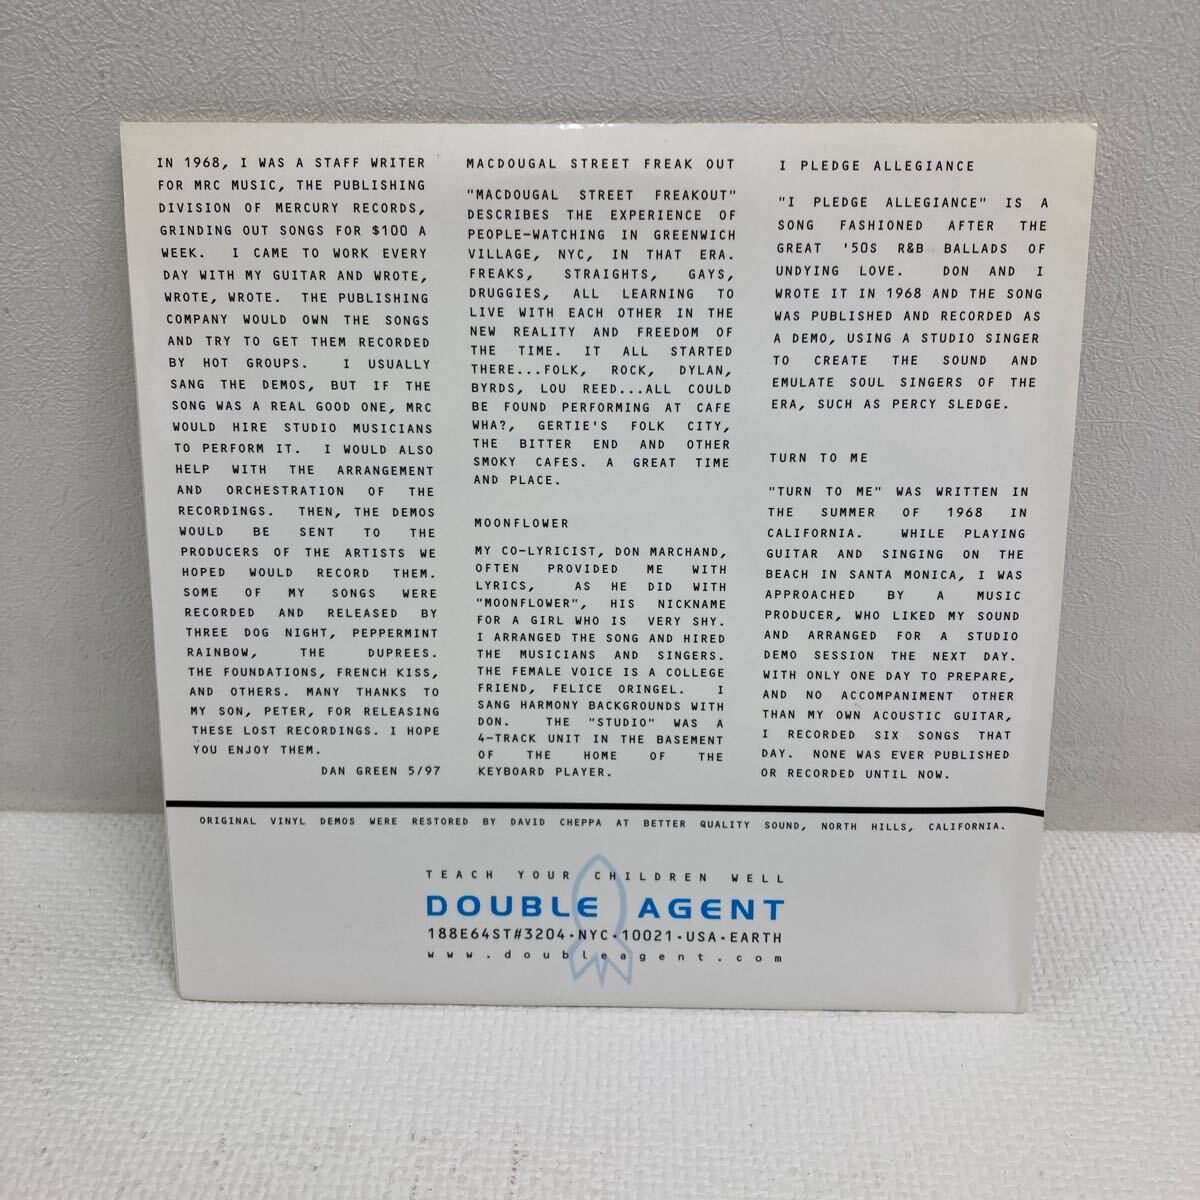 IN 1968, I WAS A STAFF WRITER
FOR MRC MUSIC, THE PUBLISHING
DIVISION OF MERCURY RECORDS,
GRINDING OUT SONGS FOR $100 A
WEEK. I CAME TO WORK EVERY
DAY WITH MY GUITAR AND WROTE,
WROTE, WROTE. THE PUBLISHING
COMPANY WOULD OWN THE SONGS
AND TRY TO GET THEM RECORDED
BY HOT GROUPS. I USUALLY
SANG THE DEMOS, BUT IF THE
SONG WAS A REAL GOOD ONE, MRC
WOULD HIRE STUDIO MUSICIANS
TO PERFORM IT. I WOULD ALSO
HELP WITH THE ARRANGEMENT
AND ORCHESTRATION OF THE
RECORDINGS. THEN, THE DEMOS
WOULD BE SENT TO THE
PRODUCERS OF THE ARTISTS WE
HOPED WOULD RECORD THEM.
SOME OF MY SONGS WERE
RECORDED AND RELEASED BY
THREE DOG NIGHT, PEPPERMINT
RAINBOW, THE DUPREES.
THE FOUNDATIONS, FRENCH KISS,
AND OTHERS. MANY THANKS TO
MY SON, PETER, FOR RELEASING
THESE LOST RECORDINGS. I HOPE
YOU ENJOY THEM.
DAN GREEN 5/97
MACDOUGAL STREET FREAK OUT
"MACDOUGAL STREET FREAKOUT"
DESCRIBES THE EXPERIENCE OF
PEOPLE-WATCHING IN GREENWICH
VILLAGE, NYC, IN THAT ERA.
FREAKS, STRAIGHTS, GAYS,
DRUGGIES, ALL LEARNING TO
LIVE WITH EACH OTHER IN THE
NEW REALITY AND FREEDOM OF
THE TIME. IT ALL STARTED
THERE...FOLK, ROCK, DYLAN,
BYRDS, LOU REED...ALL COULD
BE FOUND PERFORMING AT CAFE
WHA?, GERTIE'S FOLK CITY,
THE BITTER END AND OTHER
SMOKY CAFES. A GREAT TIME
AND PLACE.
MOONFLOWER
MY CO-LYRICIST, DON MARCHAND,
OFTEN PROVIDED ME WITH
LYRICS, AS HE DID WITH
"MOONFLOWER", HIS NICKNAME
FOR A GIRL WHO IS VERY SHY.
I ARRANGED THE SONG AND HIRED
THE MUSICIANS AND SINGERS.
THE FEMALE VOICE IS A COLLEGE
FRIEND, FELICE ORINGEL. I
SANG HARMONY BACKGROUNDS WITH
DON. THE "STUDIO" WAS A
4-TRACK UNIT IN THE BASEMENT
OF THE HOME OF THE
KEYBOARD PLAYER.
I PLEDGE ALLEGIANCE
"I PLEDGE ALLEGIANCE" IS A
SONG FASHIONED AFTER THE
GREAT '50S R&B BALLADS OF
UNDYING LOVE. DON AND I
WROTE IT IN 1968 AND THE SONG
WAS PUBLISHED AND RECORDED AS
A DEMO, USING A STUDIO SINGER
TO CREATE THE SOUND AND
EMULATE SOUL SINGERS OF THE
ERA, SUCH AS PERCY SLEDGE.
TURN TO ME
"TURN TO ME" WAS WRITTEN IN
THE SUMMER OF 1968 IN
CALIFORNIA. WHILE PLAYING
GUITAR AND SINGING ON THE
BEACH IN SANTA MONICA, I WAS
APPROACHED BY A MUSIC
PRODUCER, WHO LIKED MY SOUND
AND ARRANGED FOR A STUDIO
DEMO SESSION THE NEXT DAY.
WITH ONLY ONE DAY TO PREPARE,
AND NO ACCOMPANIMENT OTHER
THAN MY OWN ACOUSTIC GUITAR,
I RECORDED SIX SONGS THAT
DAY. NONE WAS EVER PUBLISHED
OR RECORDED UNTIL NOW.
ORIGINAL VINYL DEMOS WERE RESTORED BY DAVID CHEPPA AT BETTER QUALITY SOUND, NORTH HILLS, CALIFORNIA.
TEACH YOUR CHILDREN WELL
DOUBLE AGENT
188E64ST#3204·NYC·10021·USA·EARTH
www.doubleagent.com